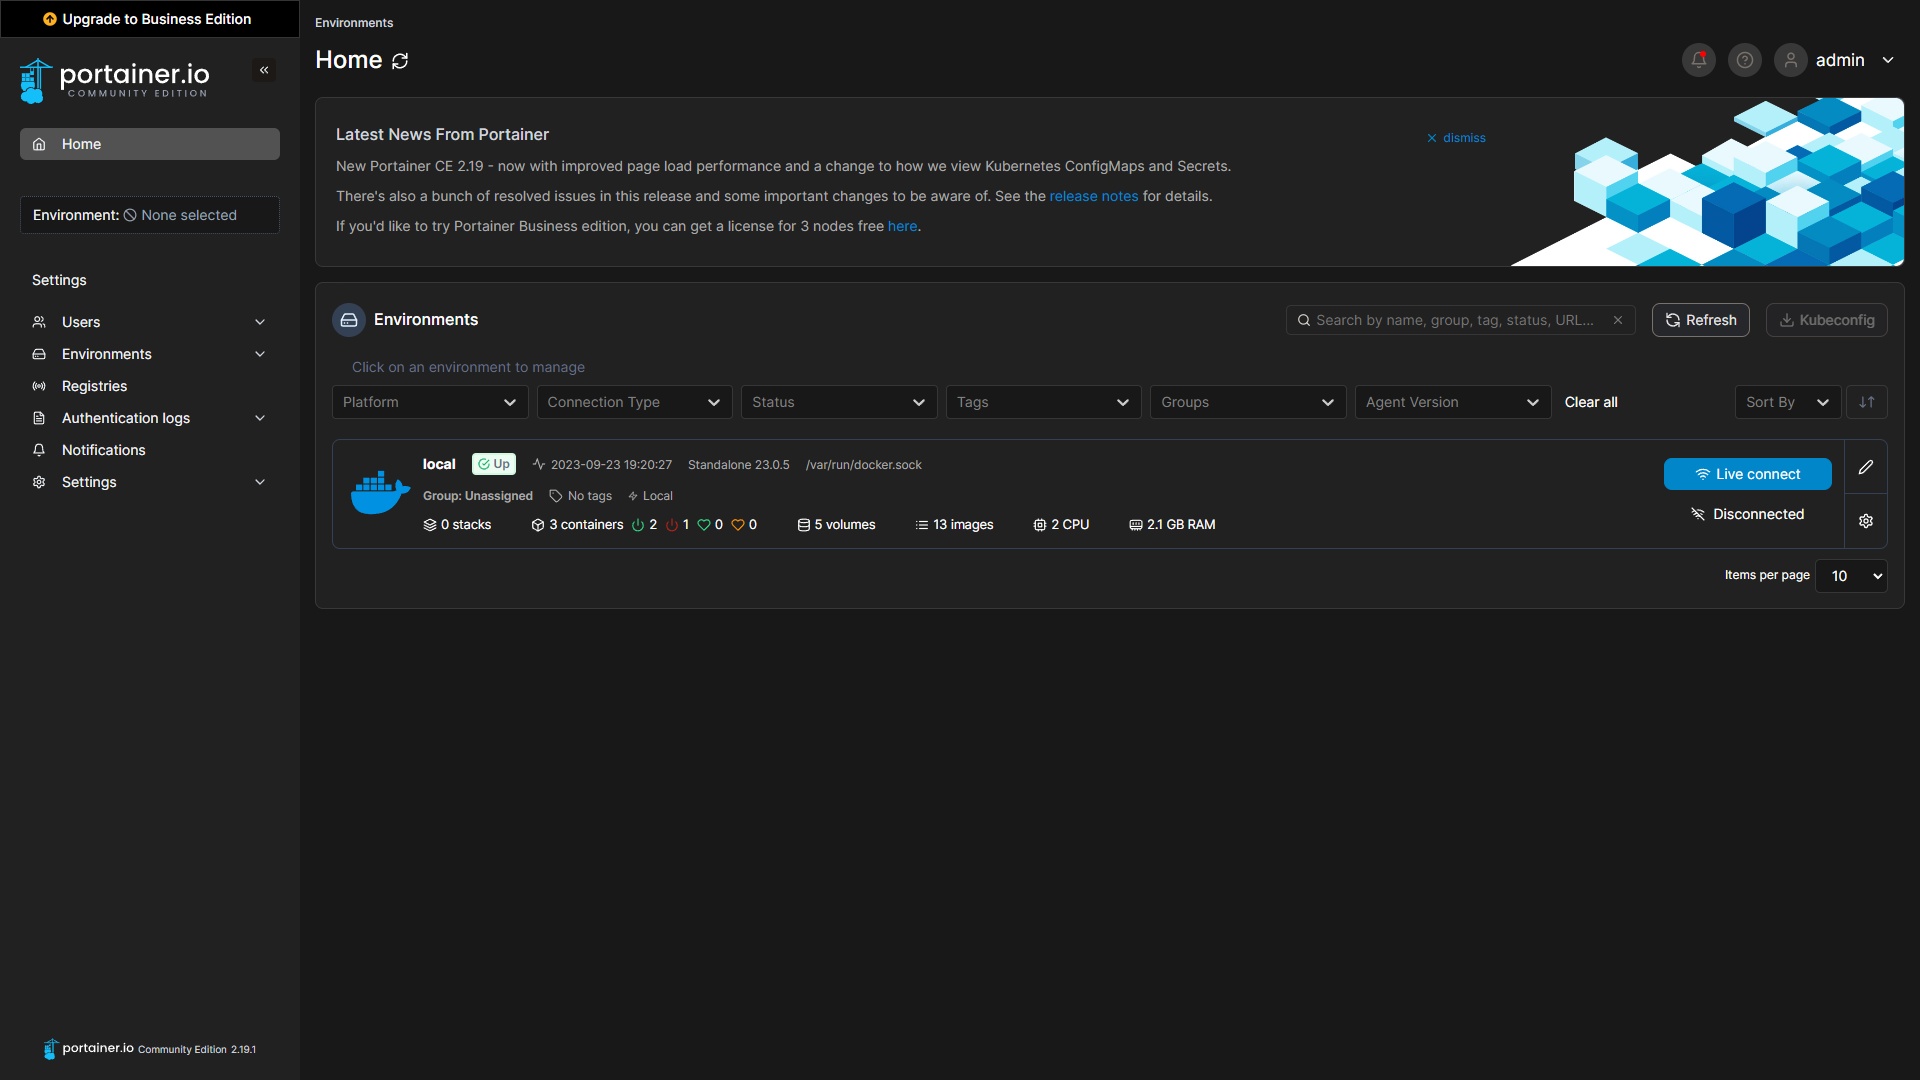 Upgrade to Business Edition
portainer.io
COMMUNITY EDITION
Home
Environment: None selected
Settings
Users
Environments
Registries
Authentication logs
Notifications
Settings
portainer.io Community Edition 2.19.1
Environments
Home
admin
Latest News From Portainer
dismiss
New Portainer CE 2.19 - now with improved page load performance and a change to how we view Kubernetes ConfigMaps and Secrets.
There's also a bunch of resolved issues in this release and some important changes to be aware of. See the release notes for details.
If you'd like to try Portainer Business edition, you can get a license for 3 nodes free here.
Environments
Search by name, group, tag, status, URL...
Refresh
Kubeconfig
Click on an environment to manage
Platform
Connection Type
Status
Tags
Groups
Agent Version
Clear all
Sort By
local Up 2023-09-23 19:20:27 Standalone 23.0.5 /var/run/docker.sock
Group: Unassigned No tags Local
0 stacks 3 containers 2 1 0 0 5 volumes 13 images 2 CPU 2.1 GB RAM
Live connect
Disconnected
Items per page 10